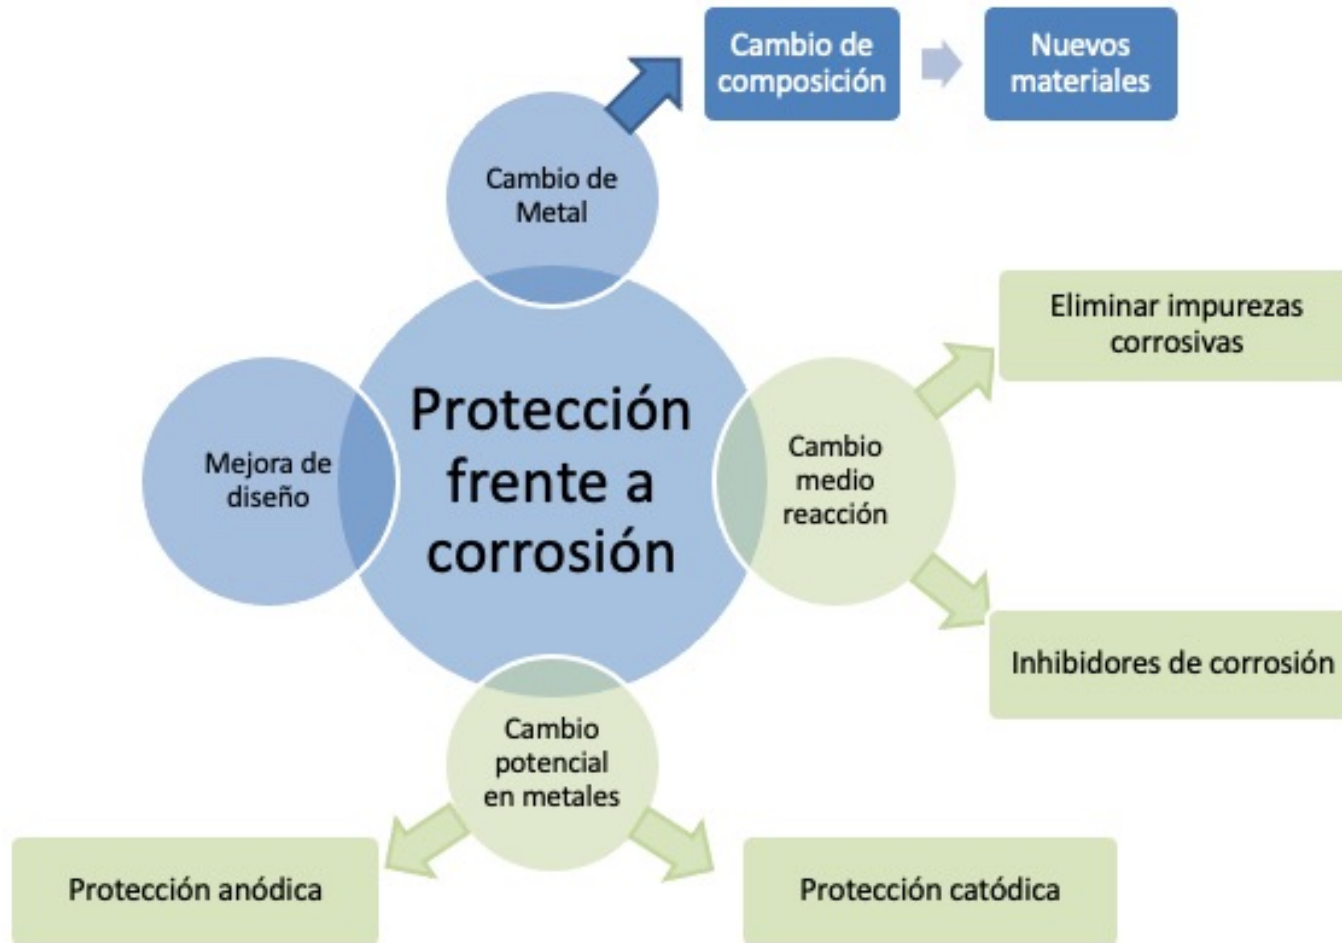 Cambio de
composición
Nuevos
materiales
Cambio de
Metal
Eliminar impurezas
corrosivas
Protección
frente a
corrosión
Mejora de
diseño
Cambio
medio
reacción
Inhibidores de corrosión
Cambio
potencial
en metales
Protección anódica
Protección catódica